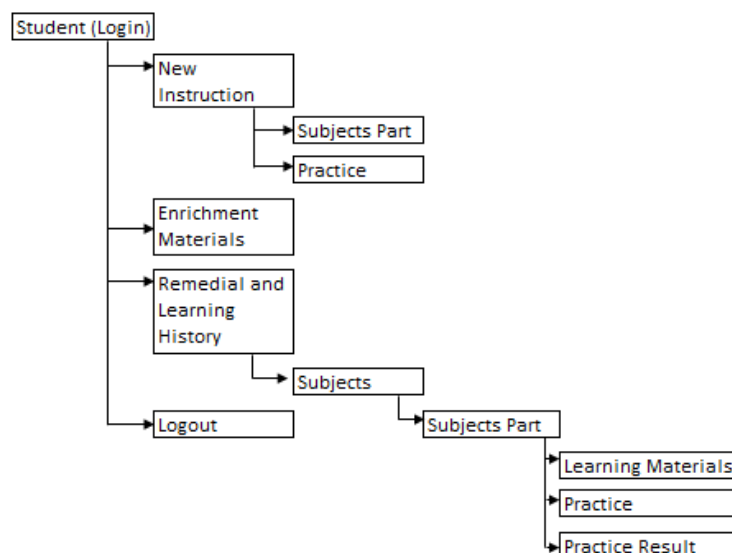 Student (Login)
New
Instruction
Subjects Part
Practice
Enrichment
Materials
Remedial and
Learning
History
Subjects
Logout
Subjects Part
Learning Materials
Practice
Practice Result